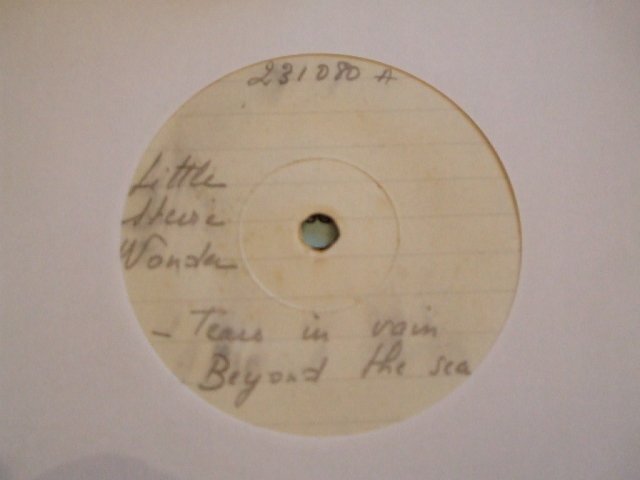 231080 A
Little
Stevie
Wonder
- Tears in vain
Beyond the sea